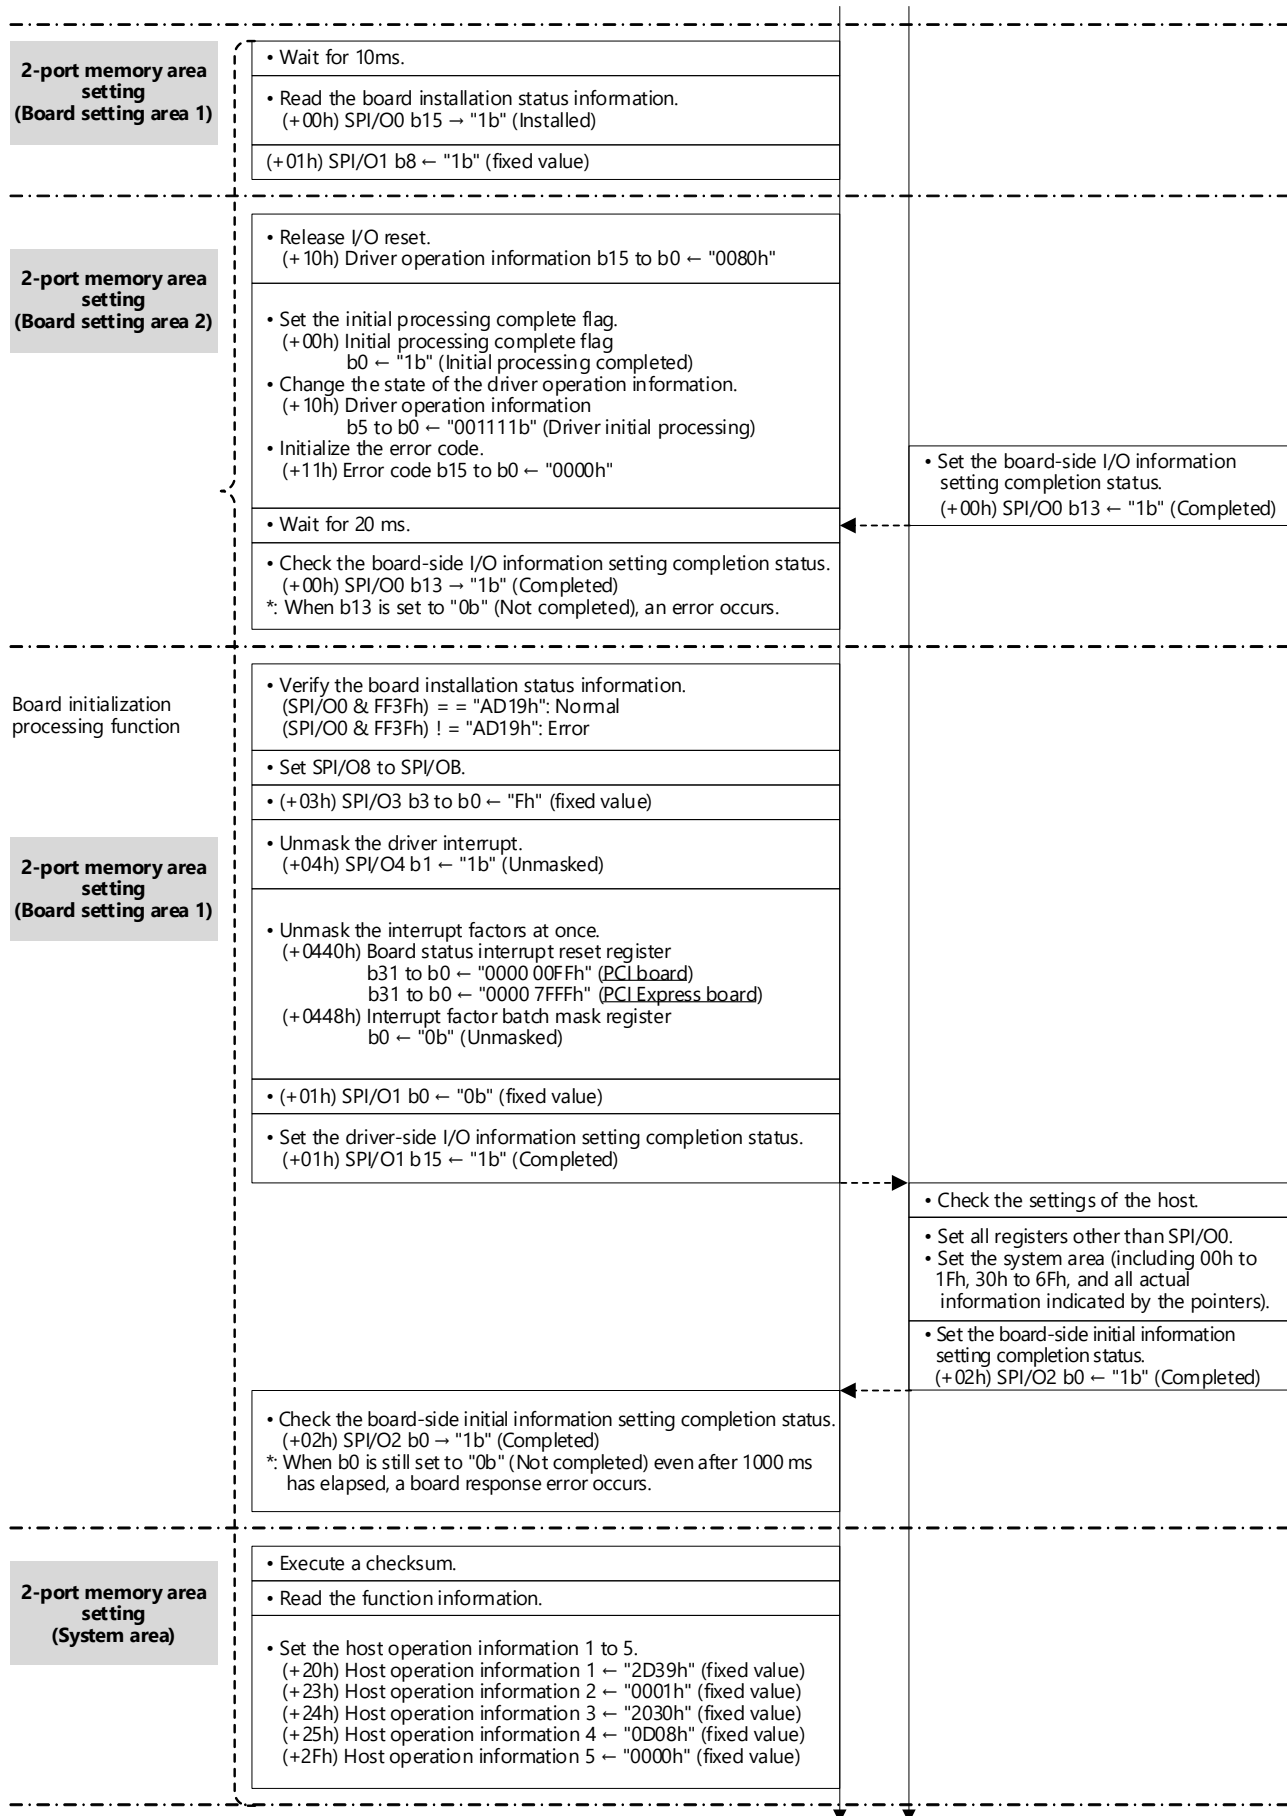 2-port memory area
setting
(Board setting area 1)
• Wait for 10ms.
• Read the board installation status information.
(+00h) SPI/O0 b15 → "1b" (Installed)
(+01h) SPI/O1 b8 ← "1b" (fixed value)
2-port memory area
setting
(Board setting area 2)
• Release I/O reset.
(+10h) Driver operation information b15 to b0 ← "0080h"
• Set the initial processing complete flag.
(+00h) Initial processing complete flag
b0 ← "1b" (Initial processing completed)
• Change the state of the driver operation information.
(+10h) Driver operation information
b5 to b0 ← "001111b" (Driver initial processing)
• Initialize the error code.
(+11h) Error code b15 to b0 ← "0000h"
• Set the board-side I/O information
setting completion status.
(+00h) SPI/O0 b13 ← "1b" (Completed)
• Wait for 20 ms.
• Check the board-side I/O information setting completion status.
(+00h) SPI/O0 b13 → "1b" (Completed)
*: When b13 is set to "0b" (Not completed), an error occurs.
Board initialization
processing function
• Verify the board installation status information.
(SPI/O0 & FF3Fh) = = "AD19h": Normal
(SPI/O0 & FF3Fh) ! = "AD19h": Error
• Set SPI/O8 to SPI/OB.
• (+03h) SPI/O3 b3 to b0 ← "Fh" (fixed value)
2-port memory area
setting
(Board setting area 1)
• Unmask the driver interrupt.
(+04h) SPI/O4 b1 ← "1b" (Unmasked)
• Unmask the interrupt factors at once.
(+0440h) Board status interrupt reset register
b31 to b0 ← "0000 00FFh" (PCI board)
b31 to b0 ← "0000 7FFFh" (PCI Express board)
(+0448h) Interrupt factor batch mask register
b0 ← "0b" (Unmasked)
• (+01h) SPI/O1 b0 ← "0b" (fixed value)
• Set the driver-side I/O information setting completion status.
(+01h) SPI/O1 b15 ← "1b" (Completed)
• Check the settings of the host.
• Set all registers other than SPI/O0.
• Set the system area (including 00h to
1Fh, 30h to 6Fh, and all actual
information indicated by the pointers).
• Set the board-side initial information
setting completion status.
(+02h) SPI/O2 b0 ← "1b" (Completed)
• Check the board-side initial information setting completion status.
(+02h) SPI/O2 b0 → "1b" (Completed)
*: When b0 is still set to "0b" (Not completed) even after 1000 ms
has elapsed, a board response error occurs.
2-port memory area
setting
(System area)
• Execute a checksum.
• Read the function information.
• Set the host operation information 1 to 5.
(+20h) Host operation information 1 ← "2D39h" (fixed value)
(+23h) Host operation information 2 ← "0001h" (fixed value)
(+24h) Host operation information 3 ← "2030h" (fixed value)
(+25h) Host operation information 4 ← "0D08h" (fixed value)
(+2Fh) Host operation information 5 ← "0000h" (fixed value)